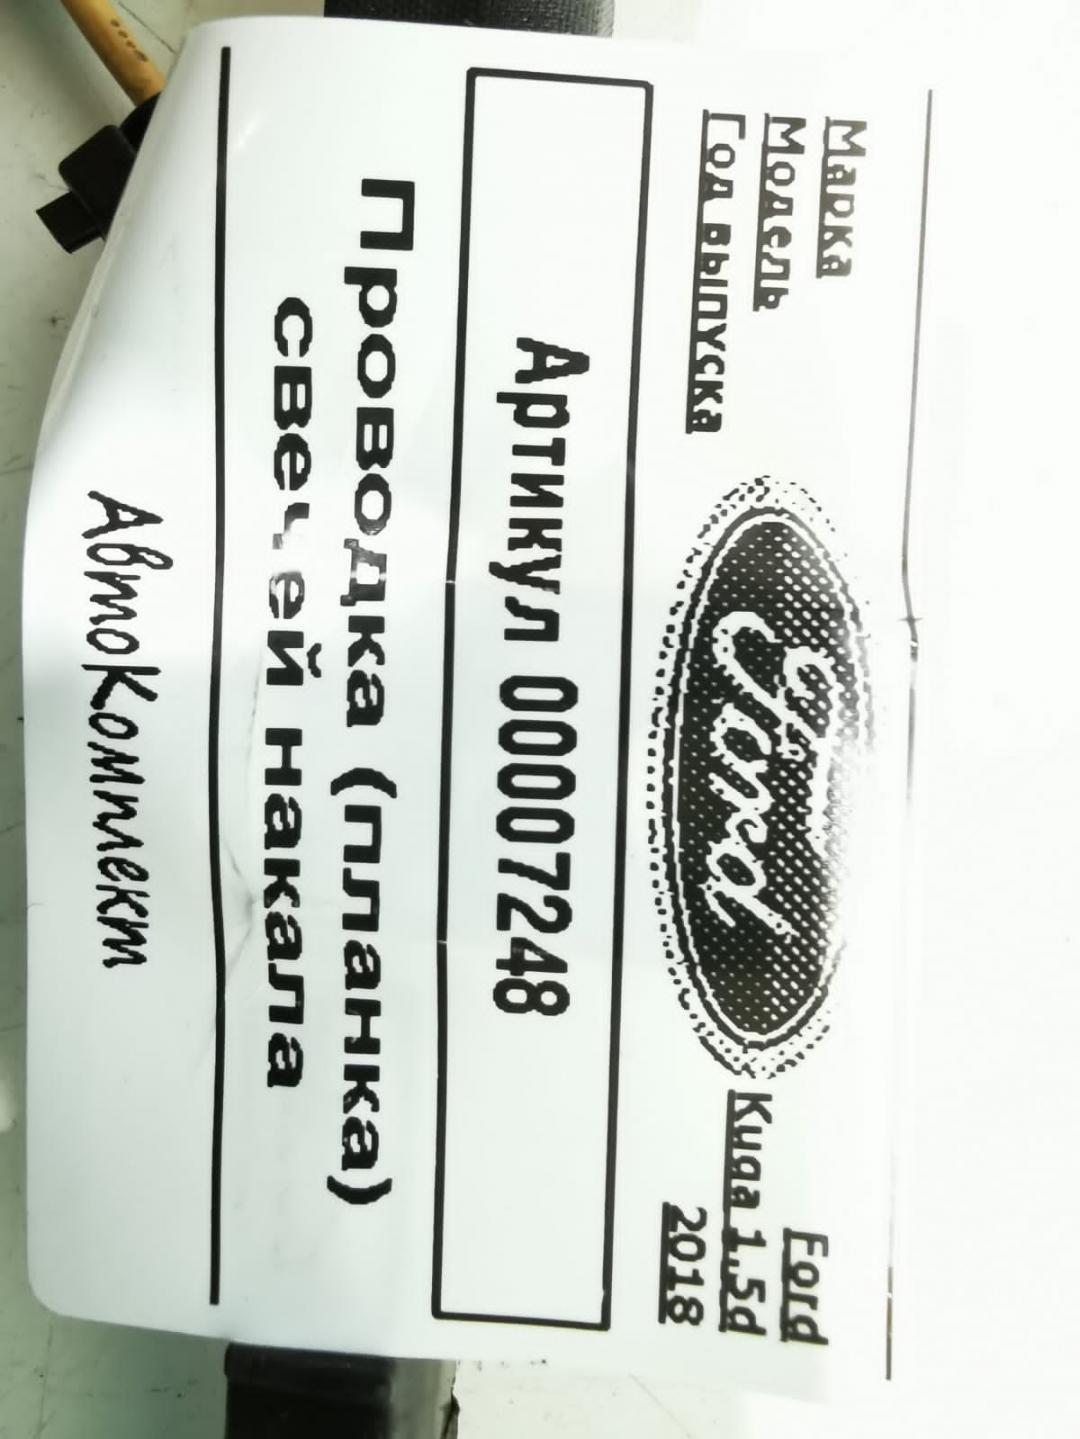 Марка Ford
Модель Kuga 1.5d
Год выпуска 2018
Ford
Артикул 00007248
Проводка (планка)
свечей накала
АвтоКомплект